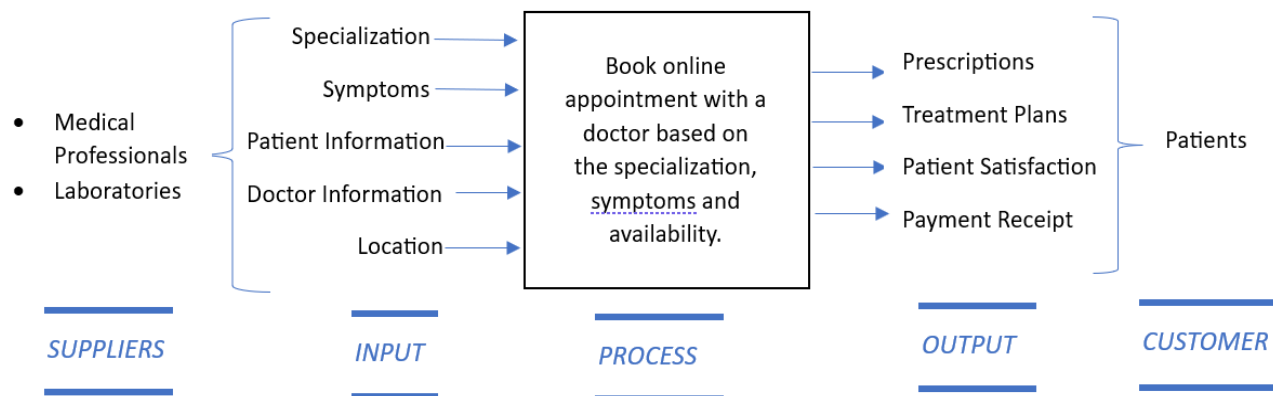 • Medical
Professionals
• Laboratories
Specialization
Symptoms
Patient Information
Doctor Information
Location
Book online
appointment with a
doctor based on
the specialization,
symptoms and
availability.
Prescriptions
Treatment Plans
Patient Satisfaction
Payment Receipt
Patients
SUPPLIERS
INPUT
PROCESS
OUTPUT
CUSTOMER